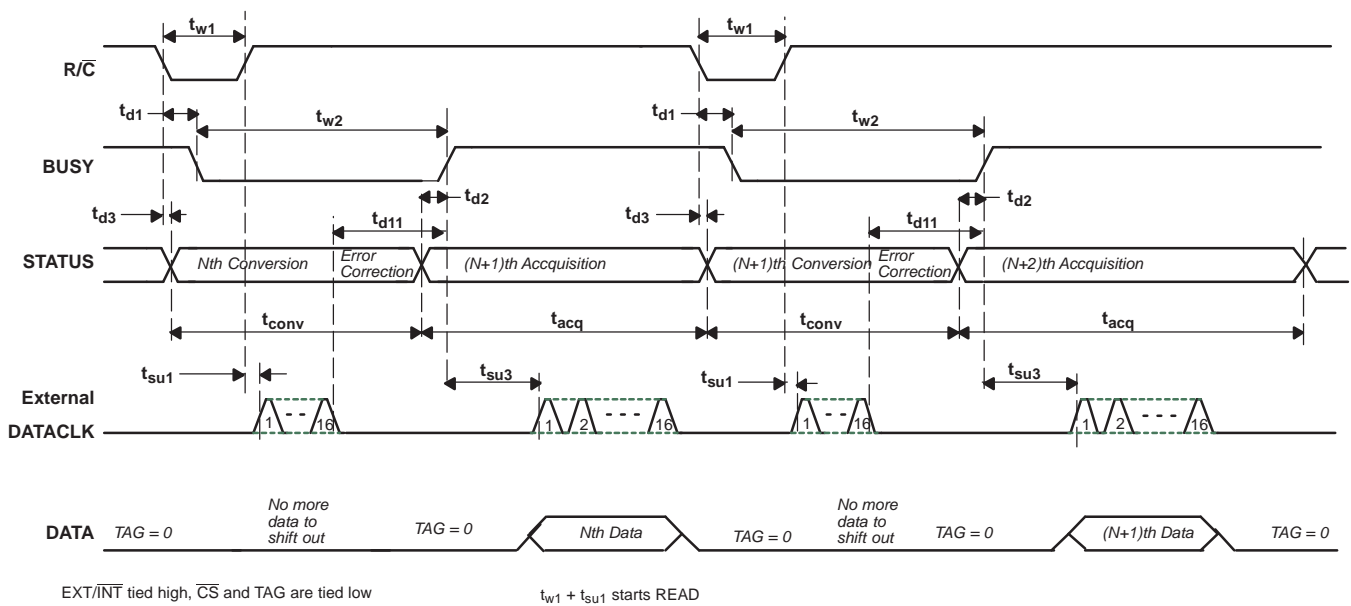 tw1 tw1
R/C
td1 tw2 td1 tw2
BUSY
td2 td2
td3 td11 td3 td11
STATUS Nth Conversion Error Correction (N+1)th Accquisition (N+1)th Conversion Error Correction (N+2)th Accquisition
tconv tacq tconv tacq
tsu1 tsu3 tsu1 tsu3
External
DATACLK 1 - - 16 1 2 - - - 16 1 - - 16 1 2 - - - 16
DATA TAG = 0 No more data to shift out TAG = 0 Nth Data TAG = 0 No more data to shift out TAG = 0 (N+1)th Data TAG = 0
EXT/INT tied high, CS and TAG are tied low tw1 + tsu1 starts READ